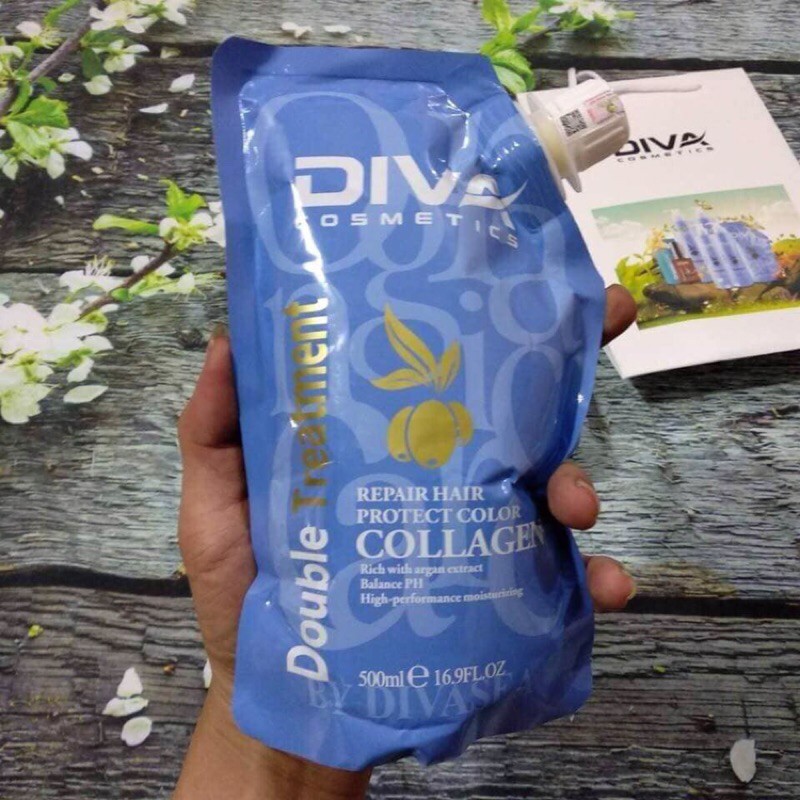 DIVA
COSMETICS
Double Treatment
REPAIR HAIR
PROTECT COLOR
COLLAGEN
Rich with argan extract
Balance PH
High-performance moisturizing
500ml e 16.9FL.OZ
DIVA
COSMETICS